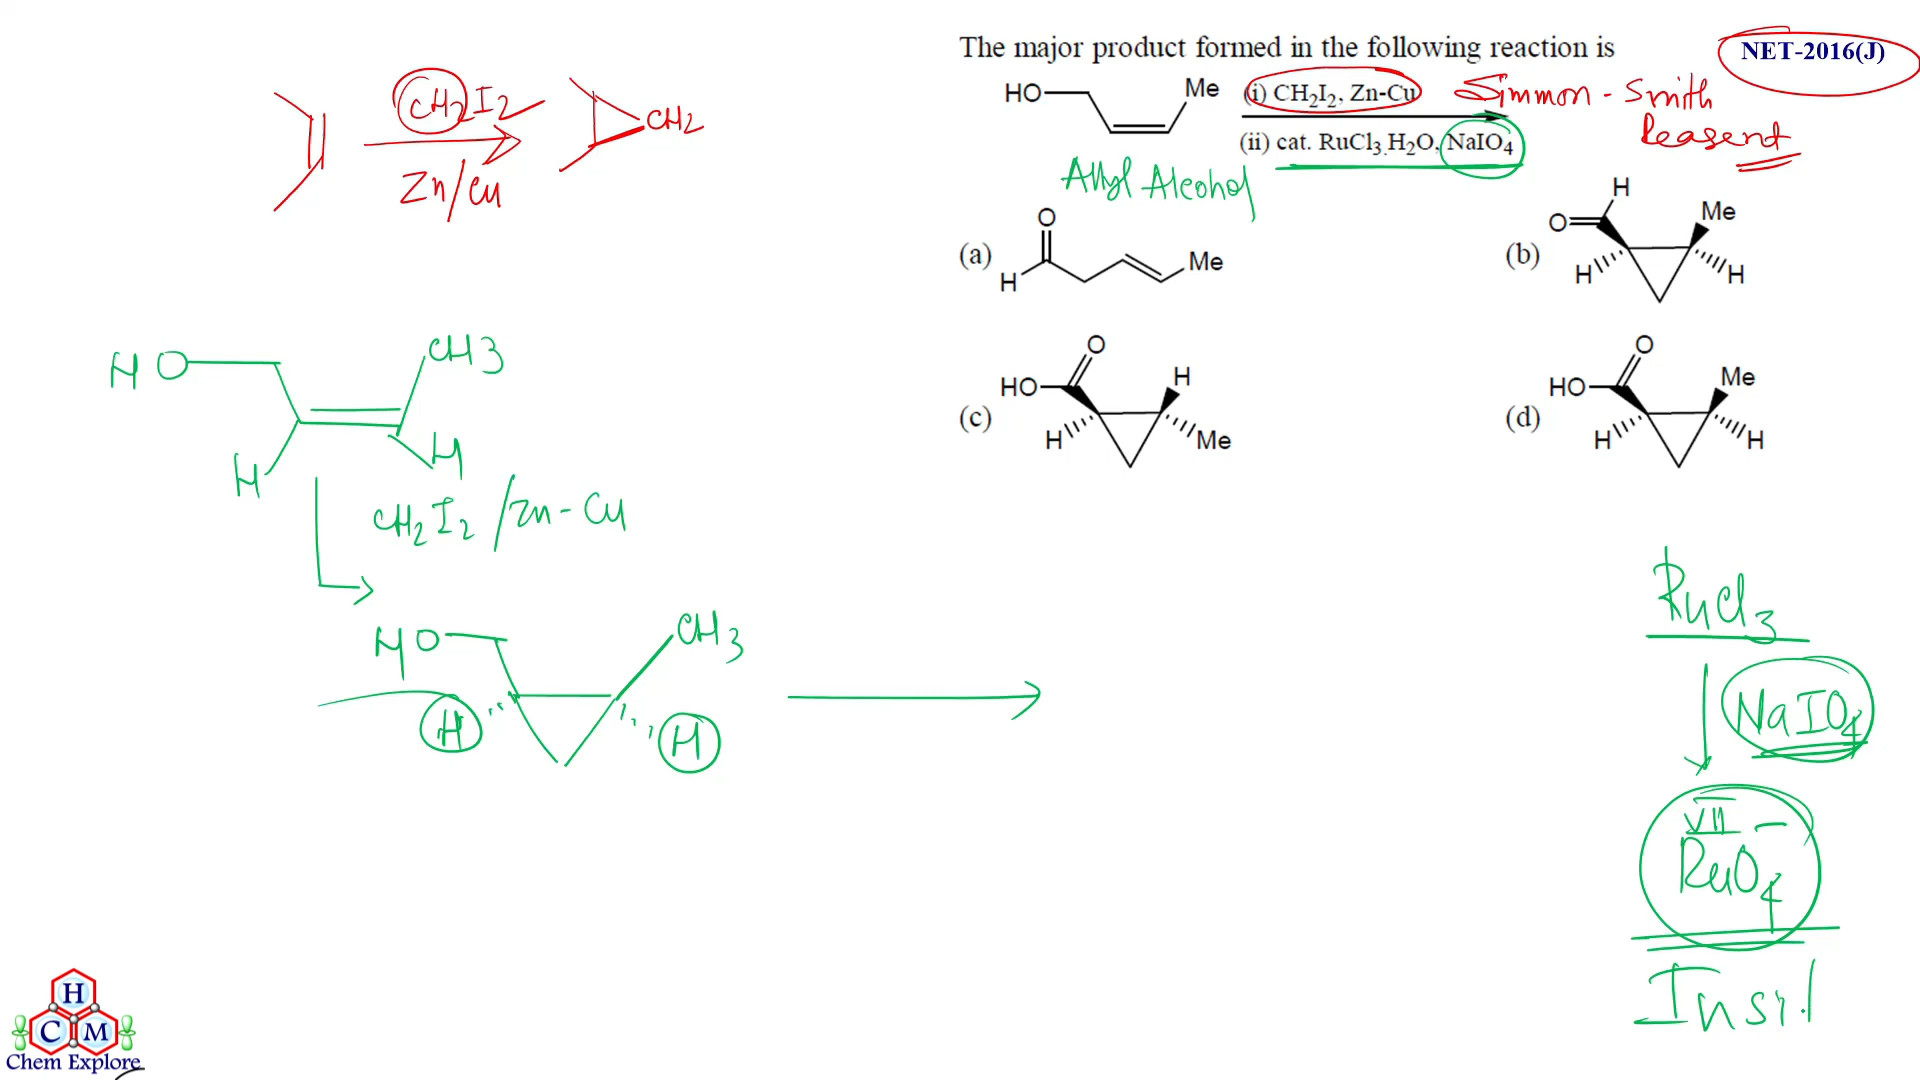 The major product formed in the following reaction is
NET-2016(J)
HO
Me
(i) CH2I2, Zn-Cu
(ii) cat. RuCl3.H2O, NaIO4
Simmon - Smith
Reagent
Allyl Alcohol
CH2I2
Zn/Cu
CH2
(a)
O
H
Me
(b)
H
O
Me
H
H
(c)
O
HO
H
H
Me
(d)
O
HO
Me
H
H
HO
CH3
H
H
CH2I2/Zn-Cu
HO
CH3
H
H
RuCl3
NaIO4
VII -
RuO4
H
C M
Chem Explore